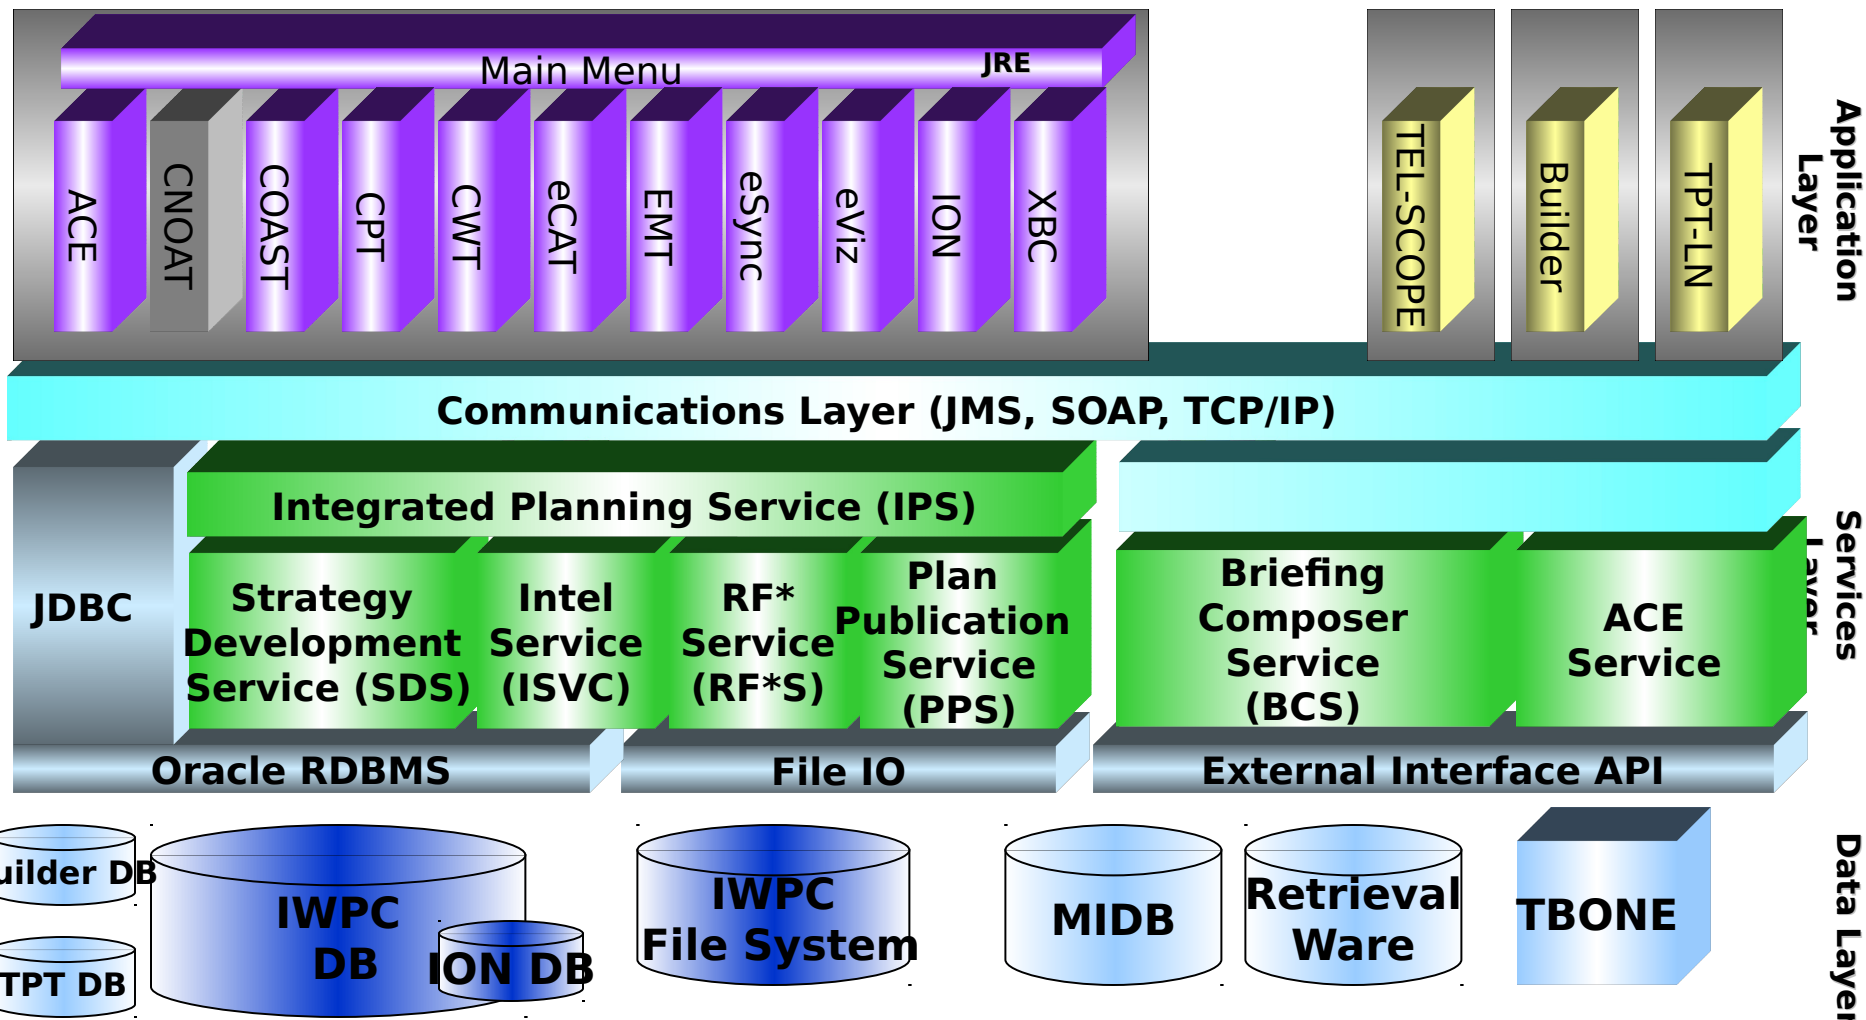 Main Menu
JRE
ACE
CNOAT
COAST
CPT
CWT
eCAT
EMT
eSync
eViz
ION
XBC
TEL-SCOPE
Builder
TPT-LN
Application
Layer
Communications Layer (JMS, SOAP, TCP/IP)
JDBC
Integrated Planning Service (IPS)
Strategy
Development
Service (SDS)
Intel
Service
(ISVC)
RF*
Service
(RF*S)
Plan
Publication
Service
(PPS)
Briefing
Composer
Service
(BCS)
ACE
Service
Services
Layer
Oracle RDBMS
File IO
External Interface API
uilder DB
TPT DB
IWPC
DB
ION DB
IWPC
File System
MIDB
Retrieval
Ware
TBONE
Data Layer